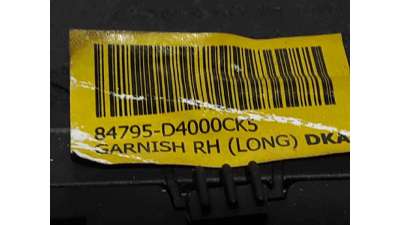 84795-D4000CK5
GARNISH RH (LONG) DKA